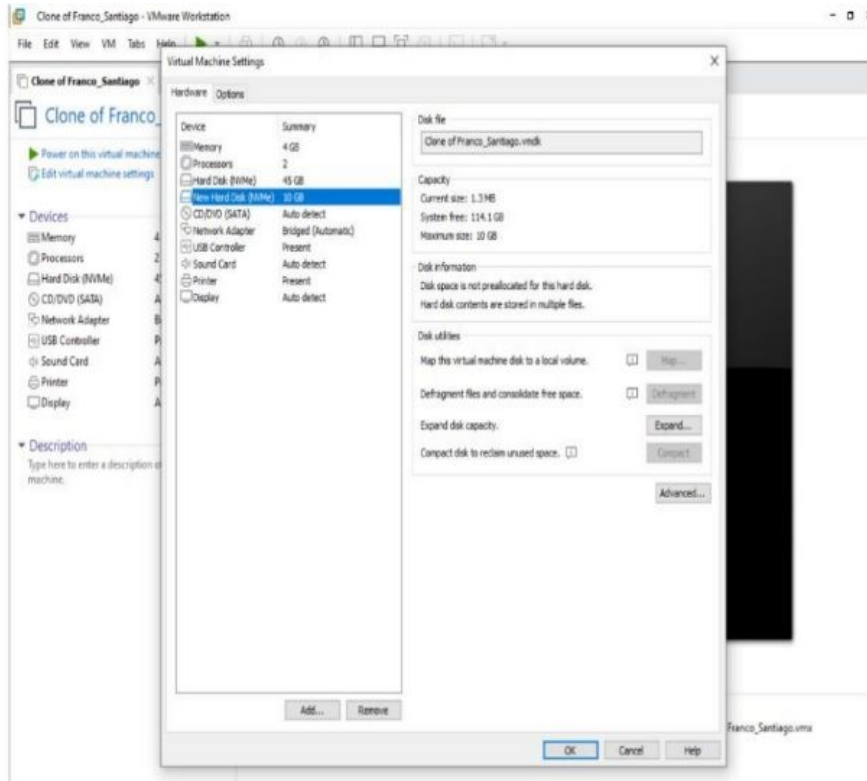 Clone of Franco_Santiago - VMware Workstation
File Edit View VM Tabs Help
Clone of Franco_Santiago
Clone of Franco_
Power on this virtual machine
Edit virtual machine settings
Devices
Memory 4
Processors 2
Hard Disk (NVMe) 45
CD/DVD (SATA) A
Network Adapter B
USB Controller P
Sound Card A
Printer P
Display A
Description
Type here to enter a description o
machine.
Virtual Machine Settings
Hardware Options
Device Summary
Memory 4 GB
Processors 2
Hard Disk (NVMe) 45 GB
New Hard Disk (NVMe) 10 GB
CD/DVD (SATA) Auto detect
Network Adapter Bridged (Automatic)
USB Controller Present
Sound Card Auto detect
Printer Present
Display Auto detect
Add... Remove
Disk file
Clone of Franco_Santiago.vmdk
Capacity
Current size: 1.3 MB
System free: 114.1 GB
Maximum size: 10 GB
Disk information
Disk space is not preallocated for this hard disk.
Hard disk contents are stored in multiple files.
Disk utilities
Map this virtual machine disk to a local volume. Map...
Defragment files and consolidate free space. Defragment
Expand disk capacity. Expand...
Compact disk to reclaim unused space. Compact
Advanced...
OK Cancel Help
Franco_Santiago.vmx